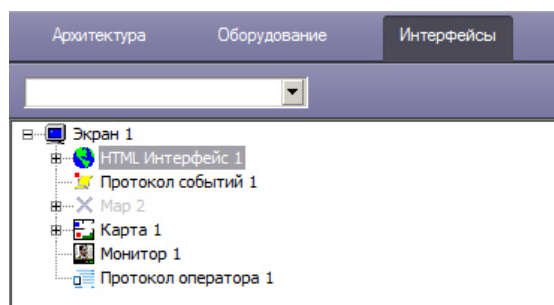 Архитектура Оборудование Интерфейсы
Экран 1
HTML Интерфейс 1
Протокол событий 1
Map 2
Карта 1
Монитор 1
Протокол оператора 1